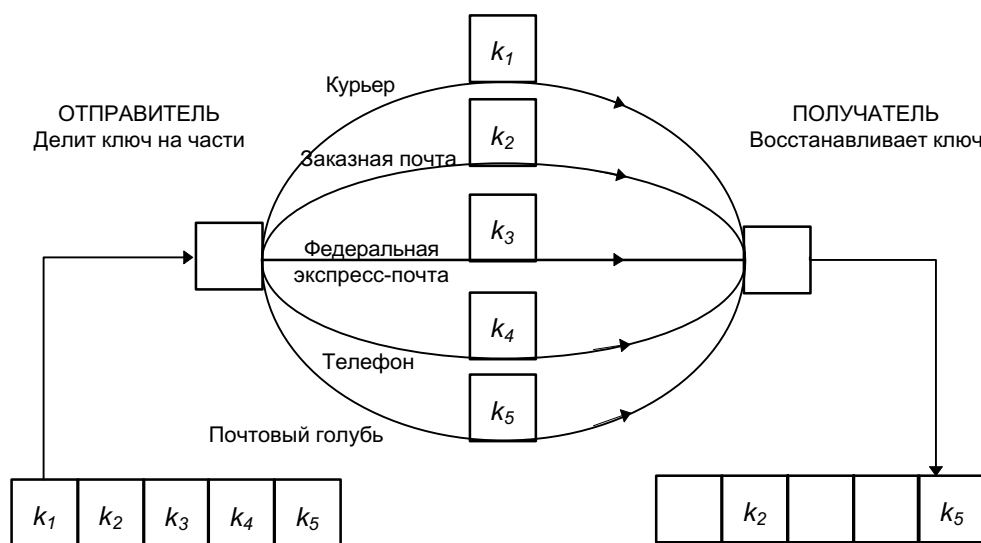 k1
Курьер
ОТПРАВИТЕЛЬ
Делит ключ на части
ПОЛУЧАТЕЛЬ
Восстанавливает ключ
k2
Заказная почта
k3
Федеральная
экспресс-почта
k4
Телефон
k5
Почтовый голубь
k1 k2 k3 k4 k5
k2 k5